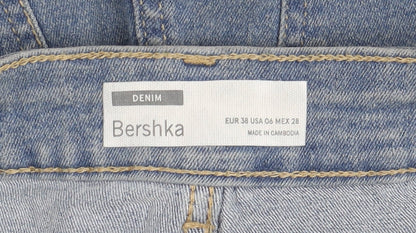 DENIM
Bershka
EUR 38 USA 06 MEX 28
MADE IN CAMBODIA